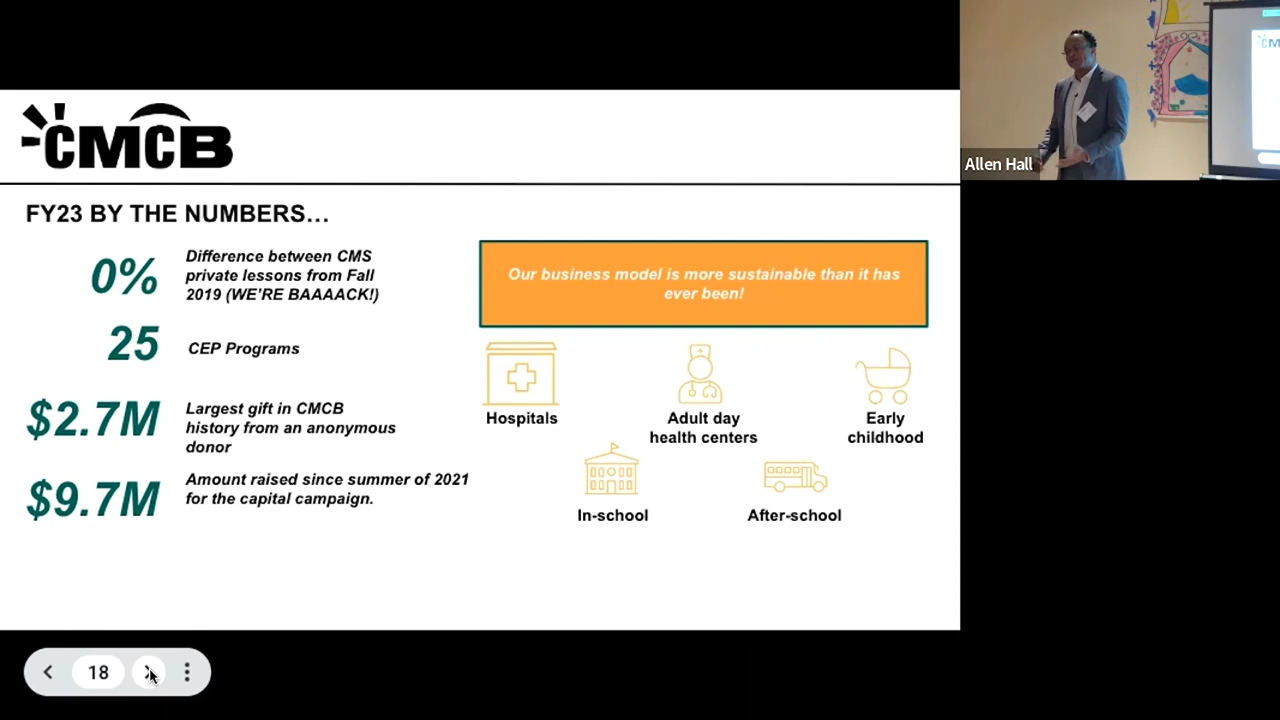 CMCB
FY23 BY THE NUMBERS…
0%
Difference between CMS
private lessons from Fall
2019 (WE’RE BAAAACK!)
25
CEP Programs
$2.7M
Largest gift in CMCB
history from an anonymous
donor
$9.7M
Amount raised since summer of 2021
for the capital campaign.
Our business model is more sustainable than it has
ever been!
Hospitals
Adult day
health centers
Early
childhood
In-school
After-school
18
Allen Hall